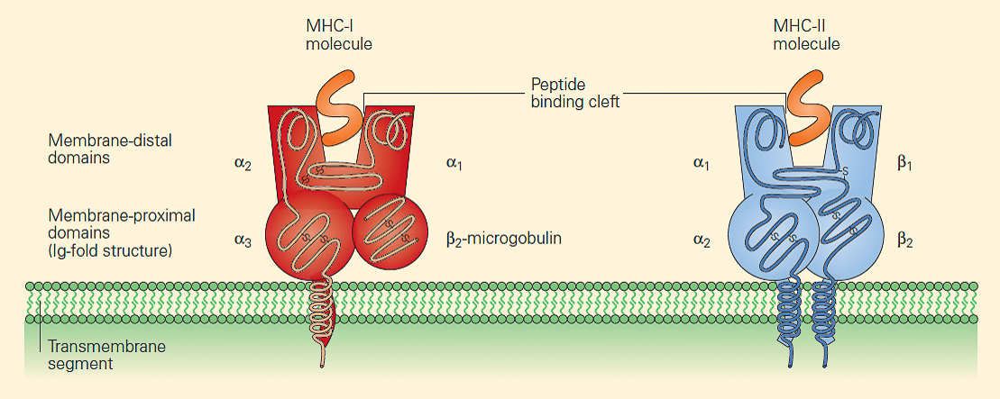 MHC-I
molecule
MHC-II
molecule
Peptide
binding cleft
Membrane-distal
domains
α2
α1
α1
β1
Membrane-proximal
domains
(Ig-fold structure)
α3
β2-microgobulin
α2
β2
S
S
S
S
S
S
S
S
S
S
S
Transmembrane
segment